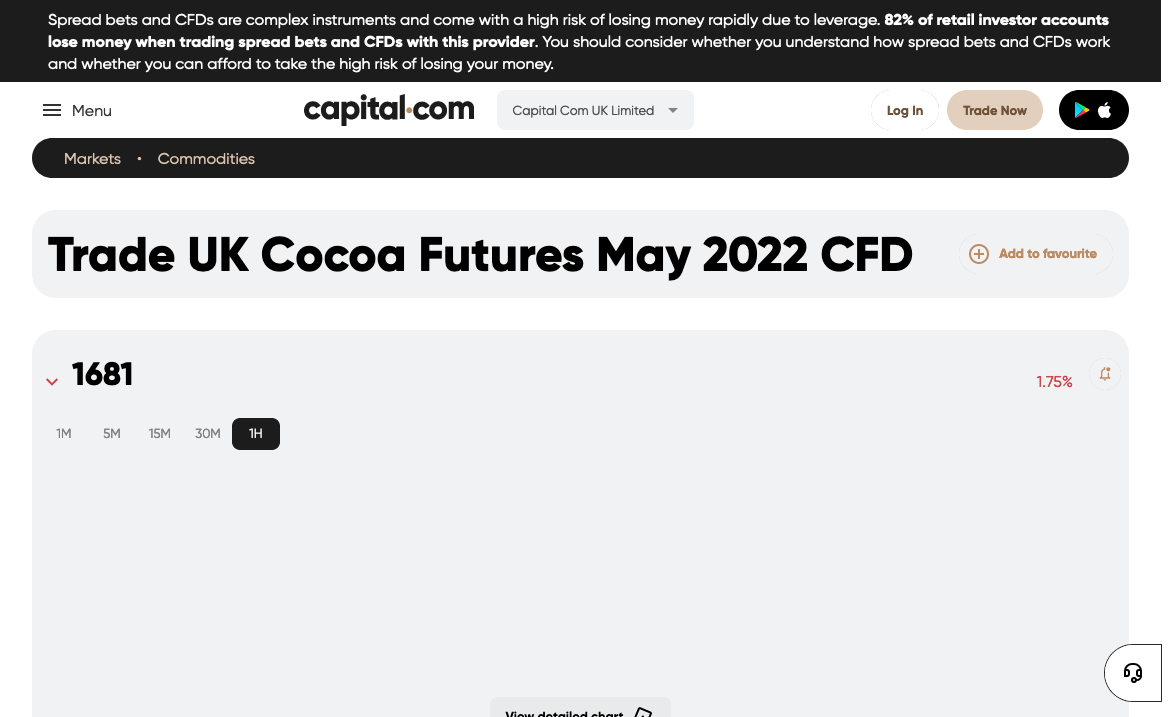 Spread bets and CFDs are complex instruments and come with a high risk of losing money rapidly due to leverage. 82% of retail investor accounts
lose money when trading spread bets and CFDs with this provider. You should consider whether you understand how spread bets and CFDs work
and whether you can afford to take the high risk of losing your money.
Menu
capital.com
Capital Com UK Limited
Log In
Trade Now
Markets • Commodities
Trade UK Cocoa Futures May 2022 CFD
Add to favourite
1681
1.75%
1M 5M 15M 30M 1H
View detailed chart